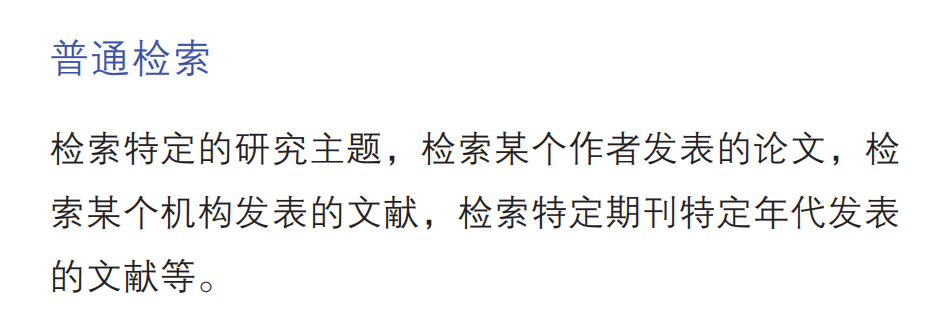 普通检索
检索特定的研究主题，检索某个作者发表的论文，检
索某个机构发表的文献，检索特定期刊特定年代发表
的文献等。